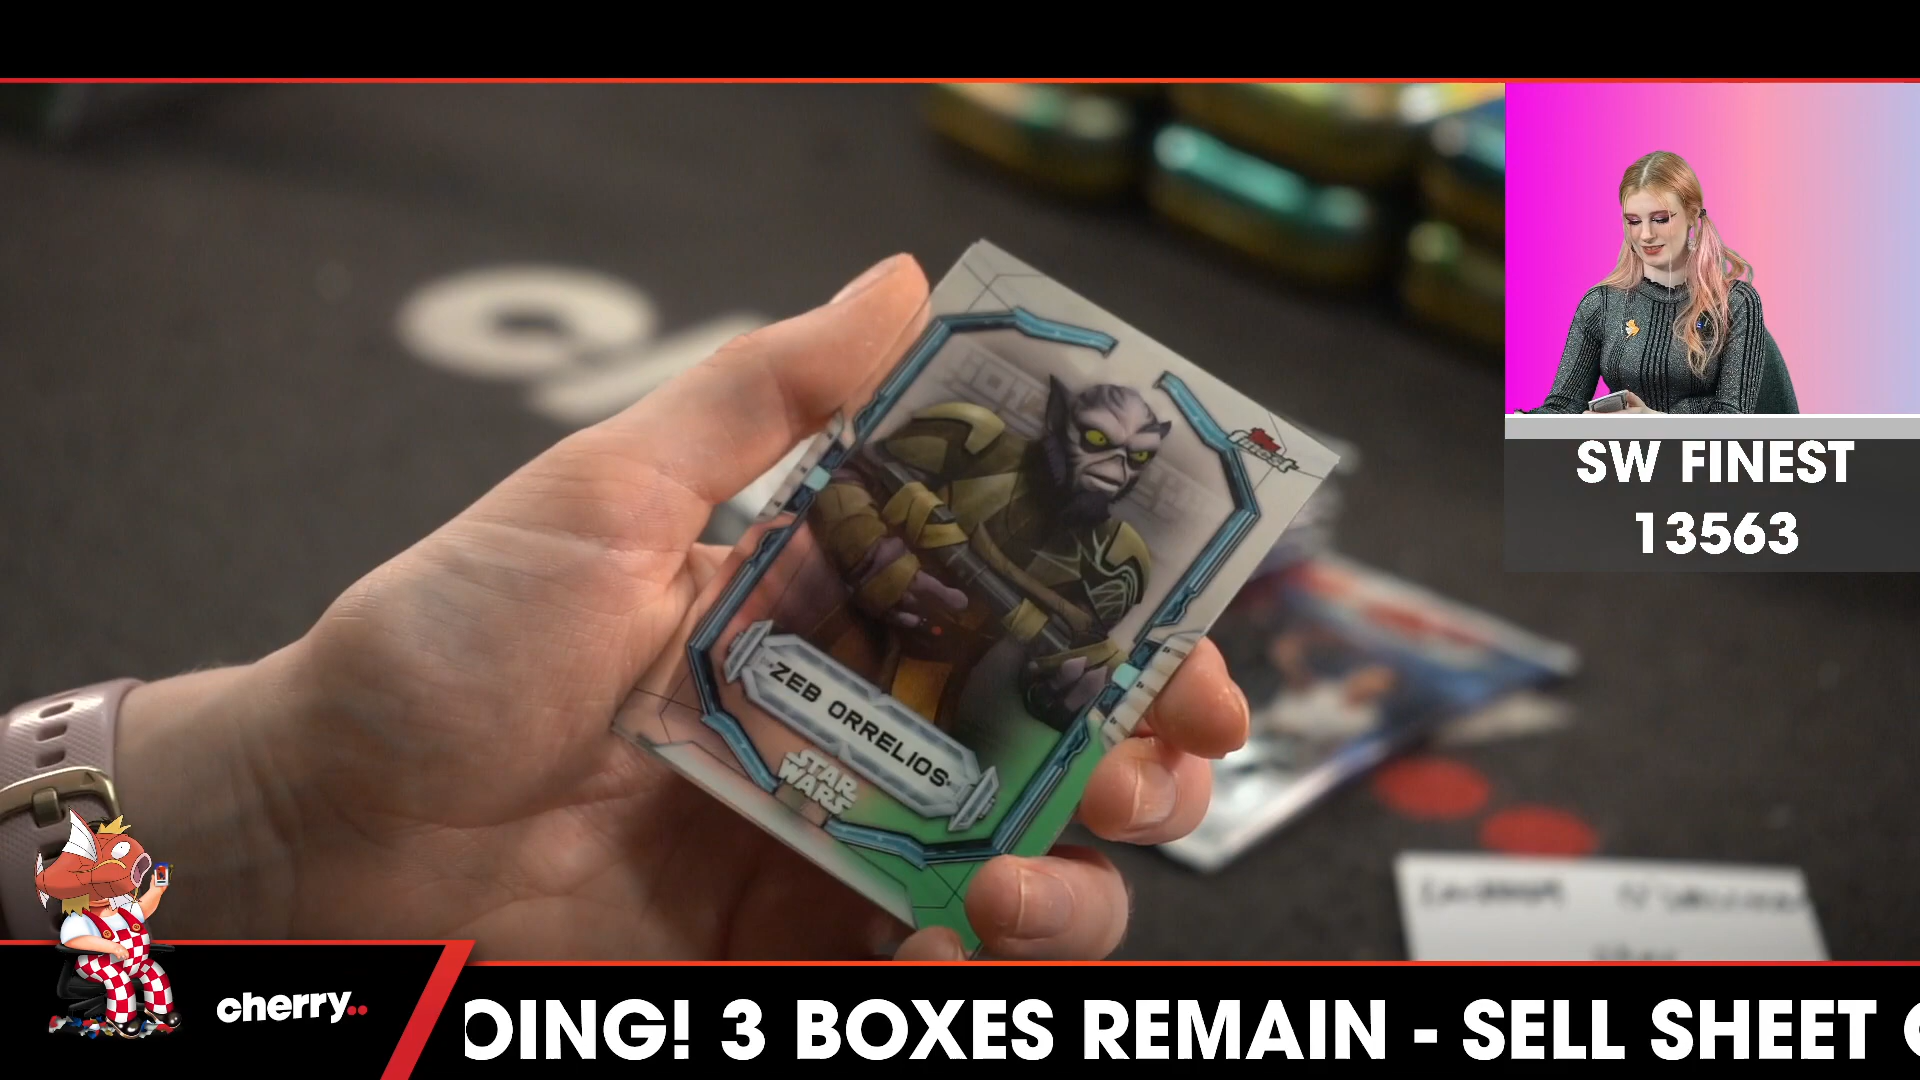 Finest
ZEB ORRELIOS
STAR
WARS
SW FINEST
13563
cherry..
OING! 3 BOXES REMAIN - SELL SHEET